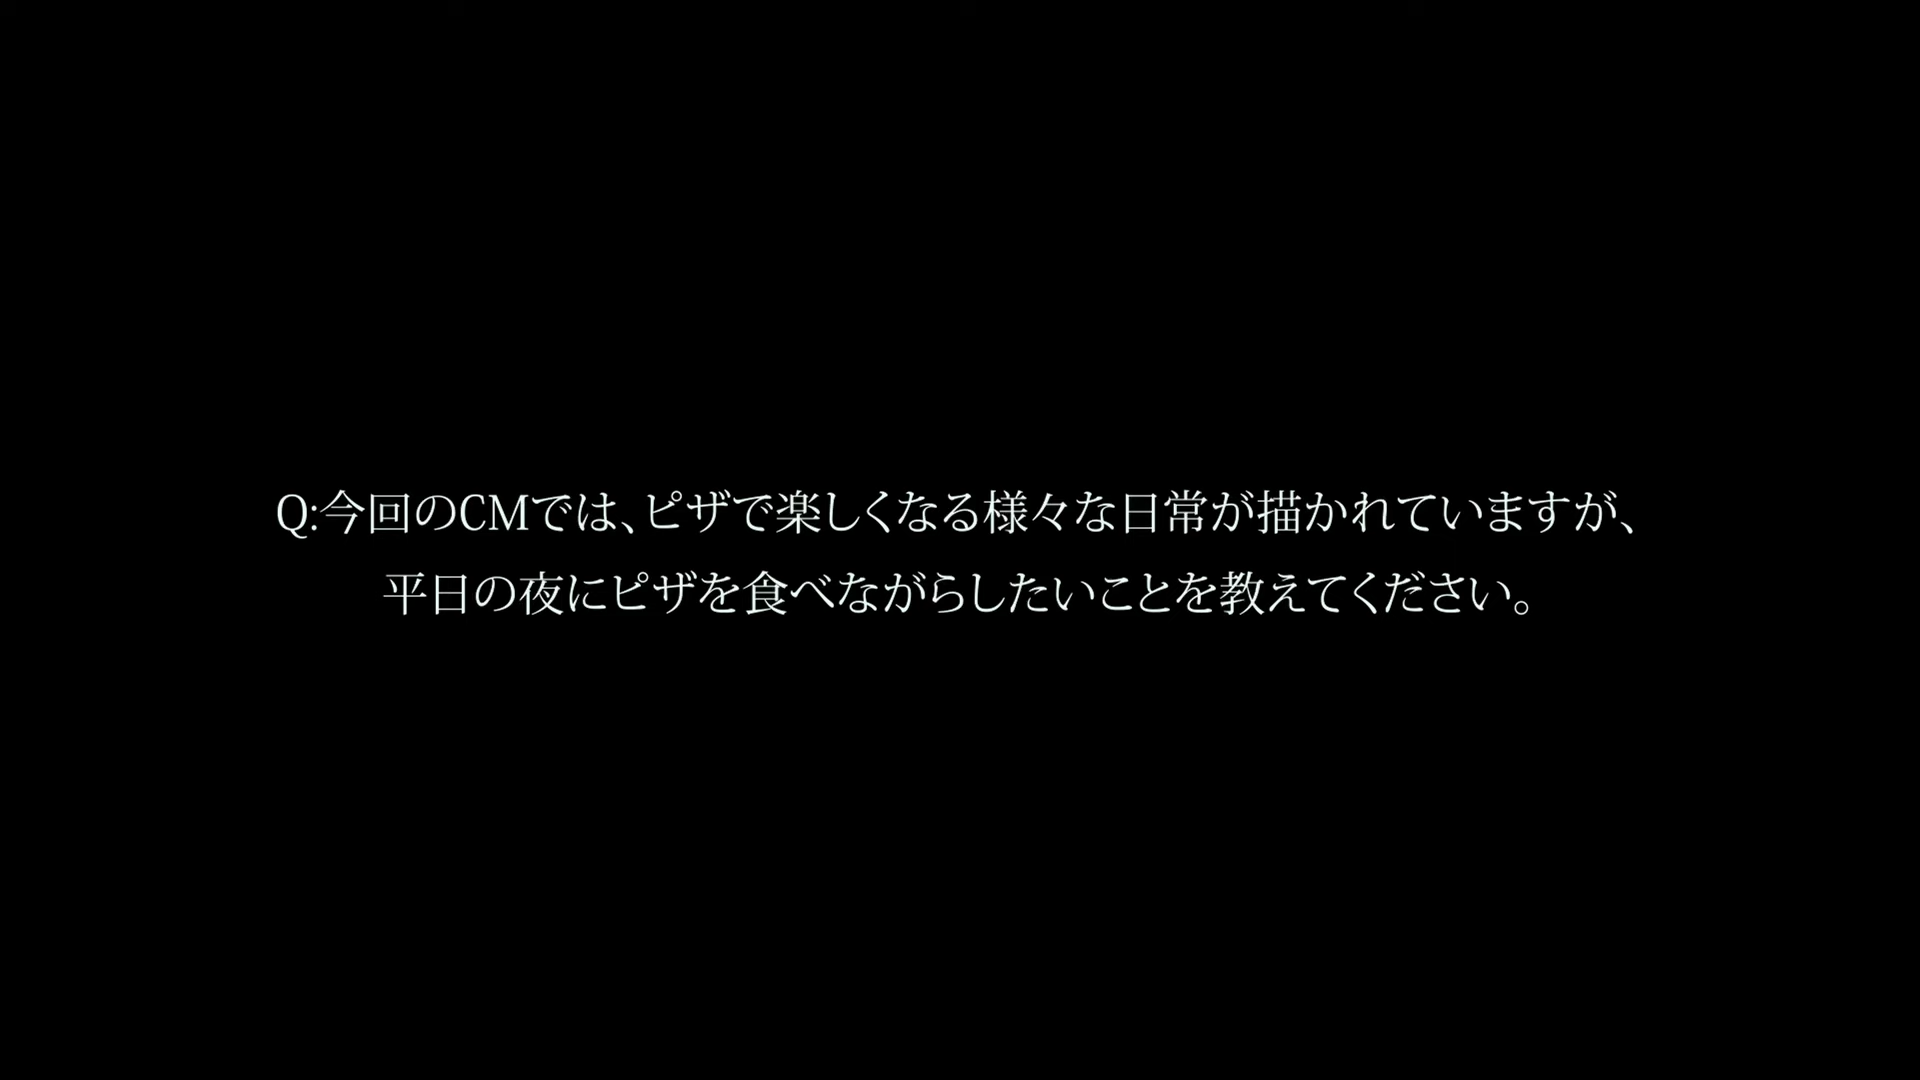 Q:今回のCMでは、ピザで楽しくなる様々な日常が描かれていますが、
平日の夜にピザを食べながらしたいことを教えてください。